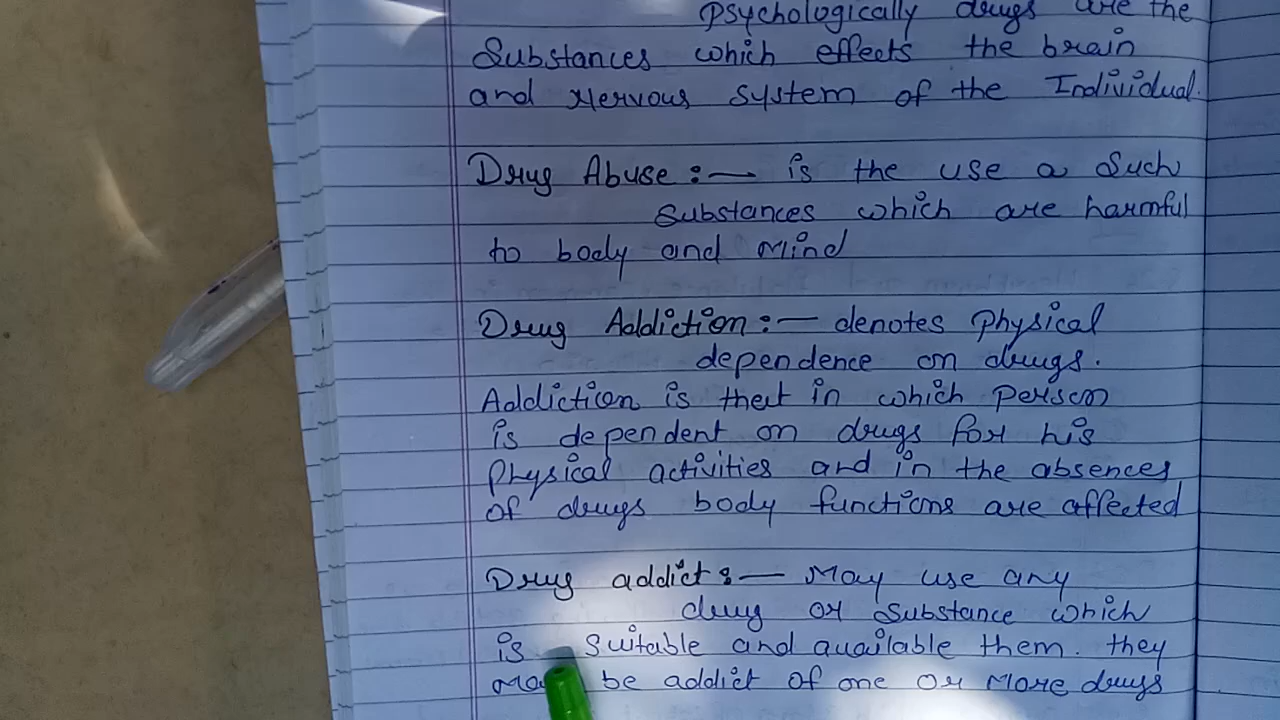 Psychologically drugs are the
Substances which effects the brain
and Nervous system of the Individual.
Drug Abuse :— is the use a such
substances which are harmful
to body and Mind
Drug Addiction :— denotes Physical
dependence on drugs.
Addiction is that in which person
is dependent on drugs for his
Physical activities and in the absences
of drugs body functions are affected
Drug addict :— May use any
drug or substance which
is suitable and available them. they
may be addict of one or More drugs